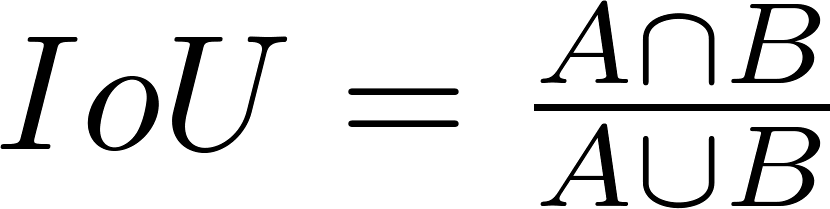 IoU = A∩B / A∪B